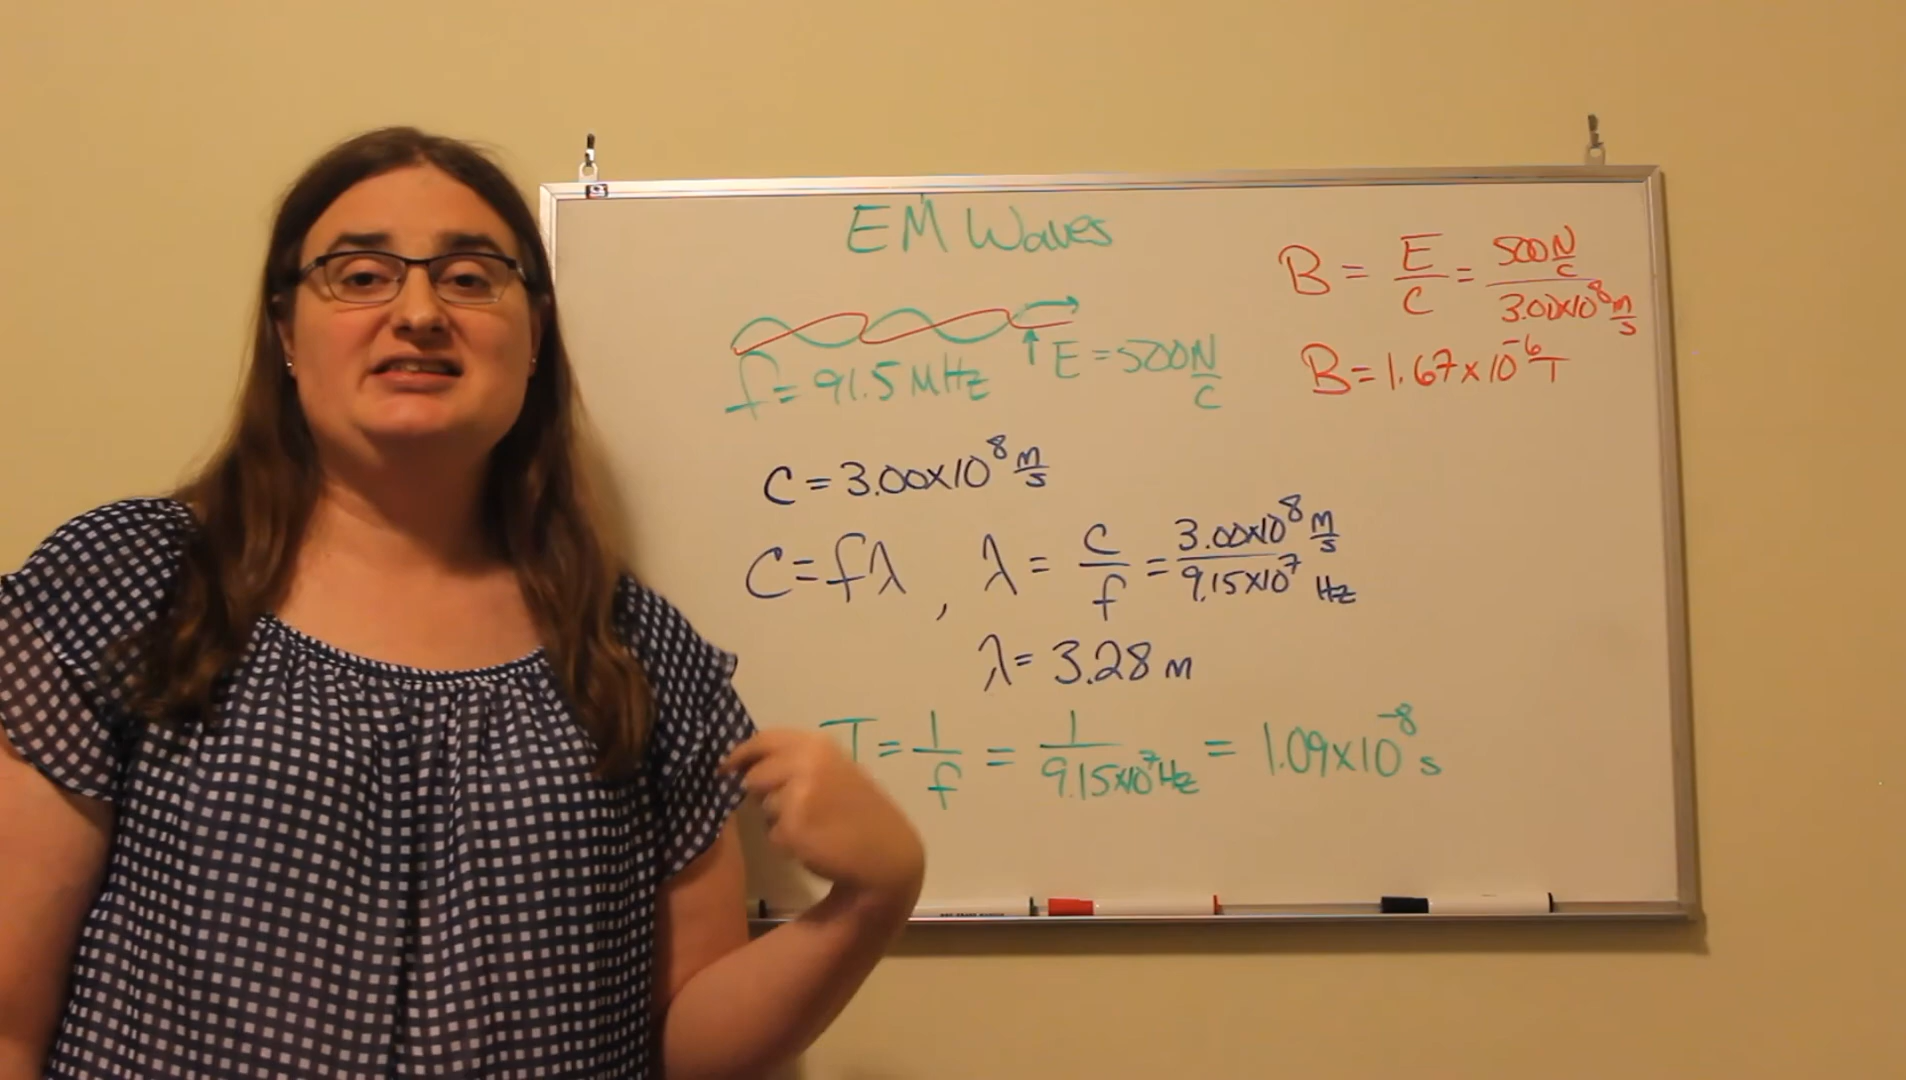 EM Waves
f = 91.5 MHz
E = 500 N/C
C = 3.00x10^8 m/s
C = fλ , λ = C/f = 3.00x10^8 m/s / 9.15x10^7 Hz
λ = 3.28 m
T = 1/f = 1/9.15x10^7 Hz = 1.09x10^-8 s
B = E/C = 500 N/C / 3.00x10^8 m/s
B = 1.67x10^-6 T